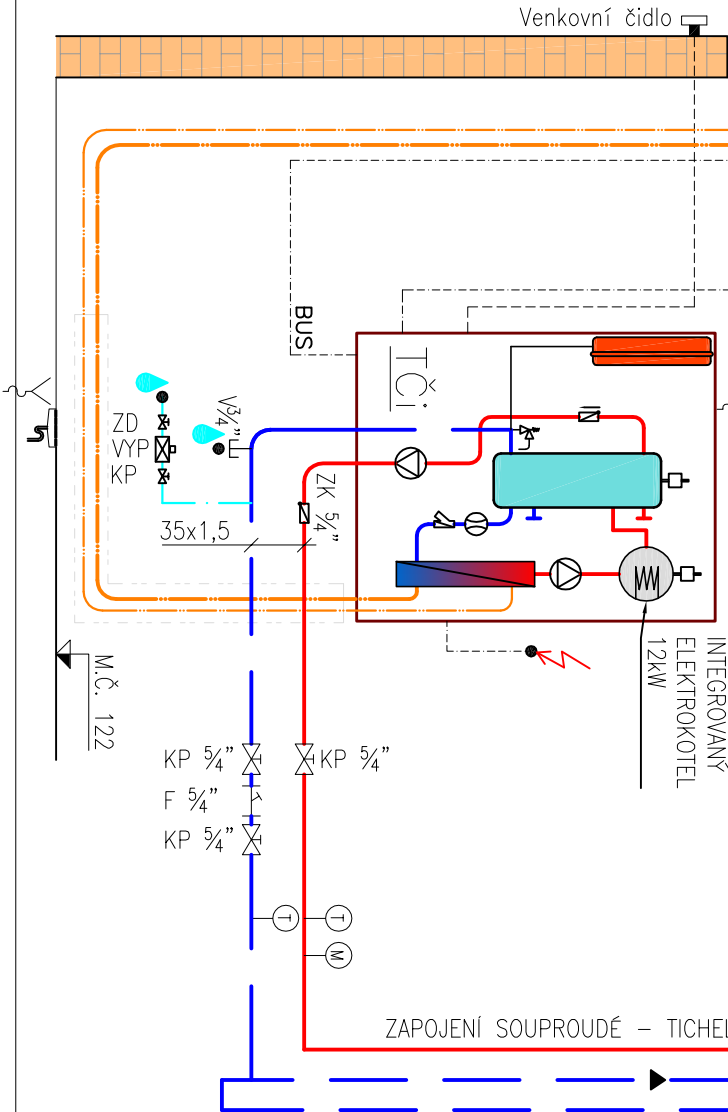 Venkovní čidlo
BUS
TČi
V¾"
ZD
VYP
KP
ZK 5/4"
35x1,5
INTEGROVANÝ
ELEKTROKOTEL
12kW
M.Č. 122
KP 5/4"
KP 5/4"
F 5/4"
KP 5/4"
T
T
M
ZAPOJENÍ SOUPROUDÉ – TICHEL